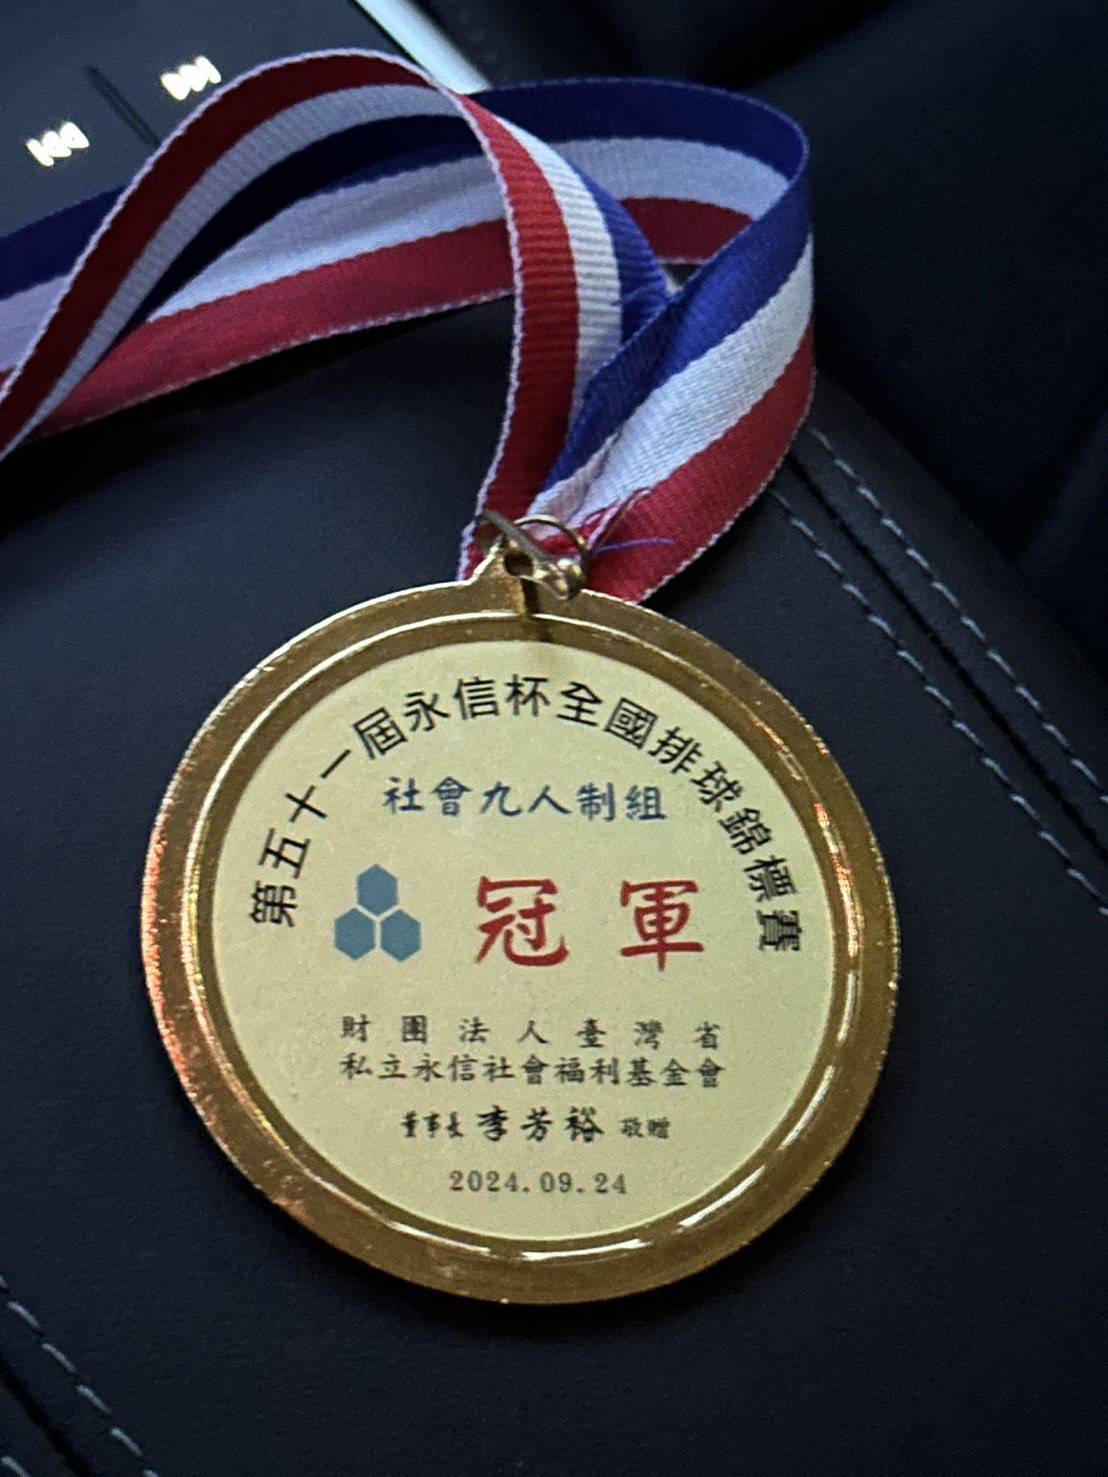 第五十一屆永信杯全國排球錦標賽
社會九人制組
冠軍
財團法人臺灣省
私立永信社會福利基金會
董事長李芳裕敬贈
2024.09.24